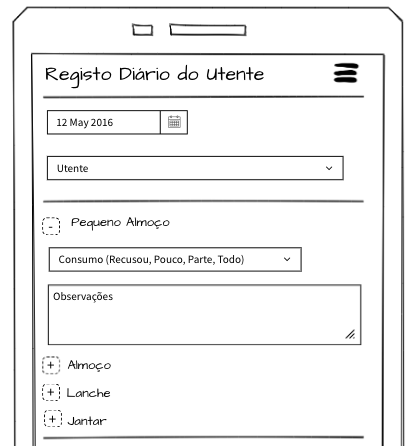 Registo Diário do Utente
12 May 2016
Utente
- Pequeno Almoço
Consumo (Recusou, Pouco, Parte, Todo)
Observações
+ Almoço
+ Lanche
+ Jantar